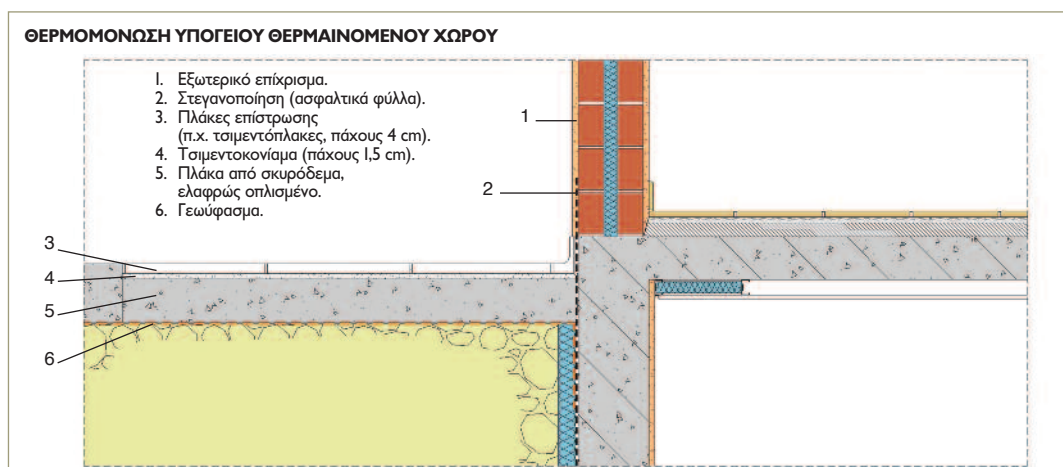 ΘΕΡΜΟΜΟΝΩΣΗ ΥΠΟΓΕΙΟΥ ΘΕΡΜΑΙΝΟΜΕΝΟΥ ΧΩΡΟΥ
1. Εξωτερικό επίχρισμα.
2. Στεγανοποίηση (ασφαλτικά φύλλα).
3. Πλάκες επίστρωσης
(π.χ. τσιμεντόπλακες, πάχους 4 cm).
4. Τσιμεντοκονίαμα (πάχους 1,5 cm).
5. Πλάκα από σκυρόδεμα,
ελαφρώς οπλισμένο.
6. Γεωύφασμα.
1
2
3
4
5
6